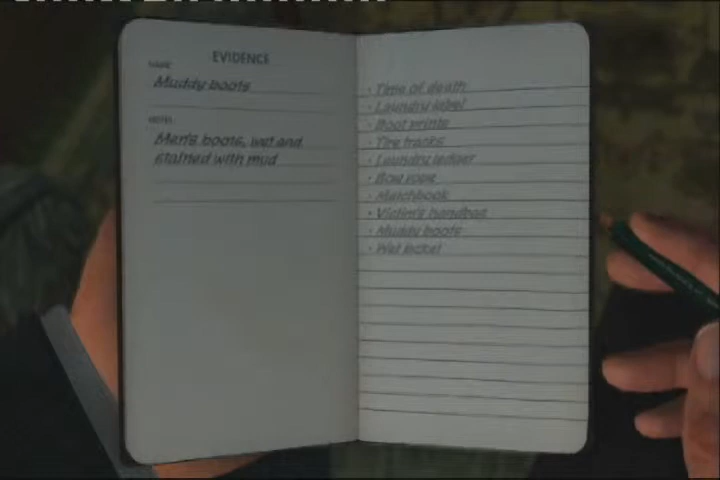 EVIDENCE
NAME:
Muddy boots
NOTES:
Men's boots, wet and
stained with mud
· Time of death
· Laundry label
· Boot prints
· Tire tracks
· Laundry ledger
· Bow rope
· Matchbook
· Victim's handbag
· Muddy boots
· Wet jacket